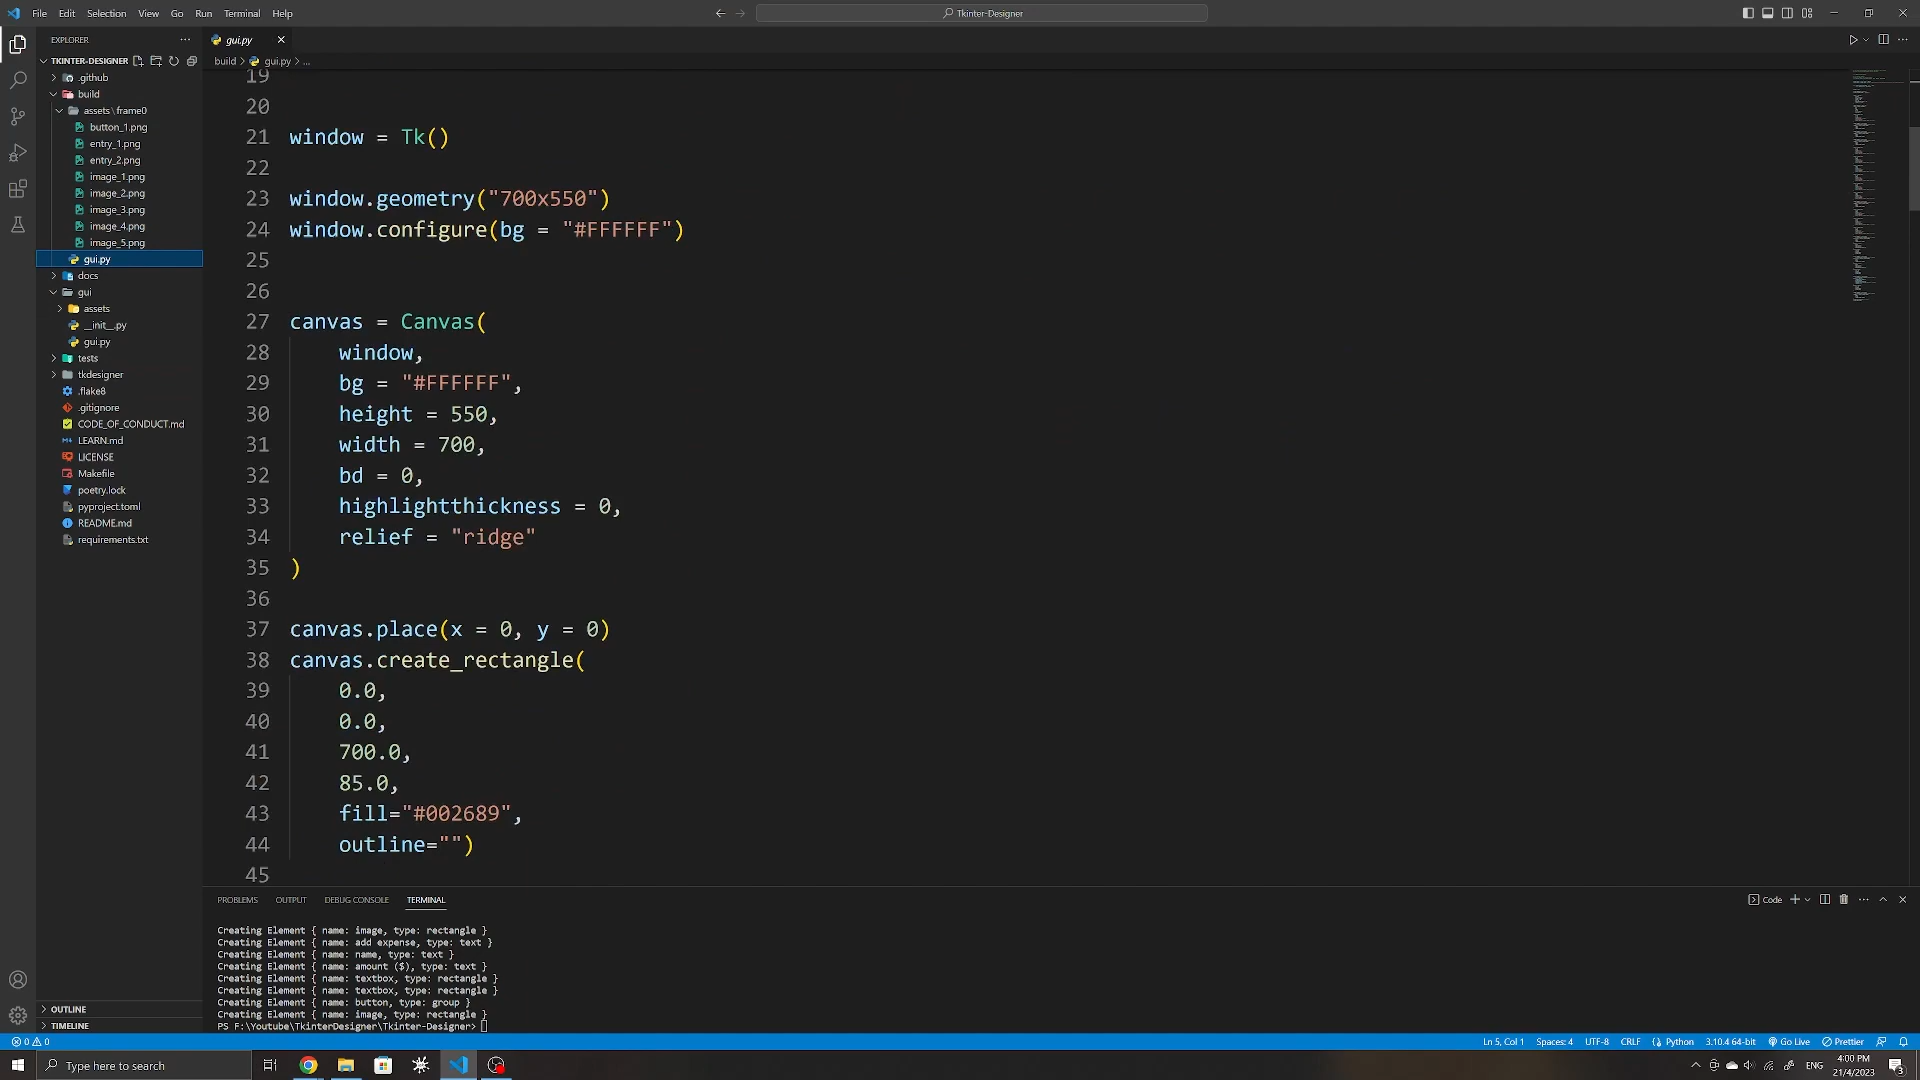 File Edit Selection View Go Run Terminal Help
Tkinter-Designer
EXPLORER
TKINTER-DESIGNER
.github
build
assets\frame0
button_1.png
entry_1.png
entry_2.png
image_1.png
image_2.png
image_3.png
image_4.png
image_5.png
gui.py
docs
gui
assets
__init__.py
gui.py
tests
tkdesigner
.flake8
.gitignore
CODE_OF_CONDUCT.md
LEARN.md
LICENSE
Makefile
poetry.lock
pyproject.toml
README.md
requirements.txt
OUTLINE
TIMELINE
gui.py
build > gui.py > ...
19
20
21 window = Tk()
22
23 window.geometry("700x550")
24 window.configure(bg = "#FFFFFF")
25
26
27 canvas = Canvas(
28 window,
29 bg = "#FFFFFF",
30 height = 550,
31 width = 700,
32 bd = 0,
33 highlightthickness = 0,
34 relief = "ridge"
35 )
36
37 canvas.place(x = 0, y = 0)
38 canvas.create_rectangle(
39 0.0,
40 0.0,
41 700.0,
42 85.0,
43 fill="#002689",
44 outline="")
45
PROBLEMS OUTPUT DEBUG CONSOLE TERMINAL
Code
Creating Element { name: image, type: rectangle }
Creating Element { name: add expense, type: text }
Creating Element { name: name, type: text }
Creating Element { name: amount ($), type: text }
Creating Element { name: textbox, type: rectangle }
Creating Element { name: textbox, type: rectangle }
Creating Element { name: button, type: group }
Creating Element { name: image, type: rectangle }
PS F:\Youtube\TkinterDesigner\Tkinter-Designer>
0 0
Ln 5, Col 1 Spaces: 4 UTF-8 CRLF Python 3.10.4 64-bit Go Live Prettier
Type here to search
ENG
4:00 PM
21/4/2023
3